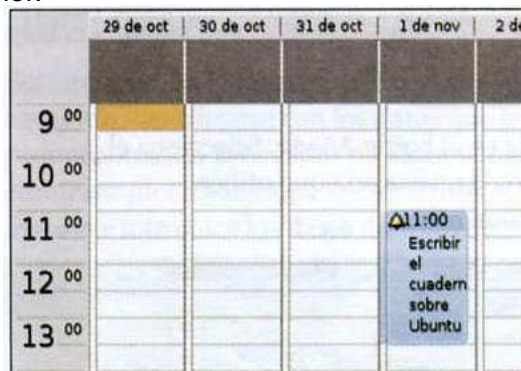 29 de oct 30 de oct 31 de oct 1 de nov 2 d
9 00
10 00
11 00
11:00
Escribir
el
cuadern
sobre
Ubuntu
12 00
13 00